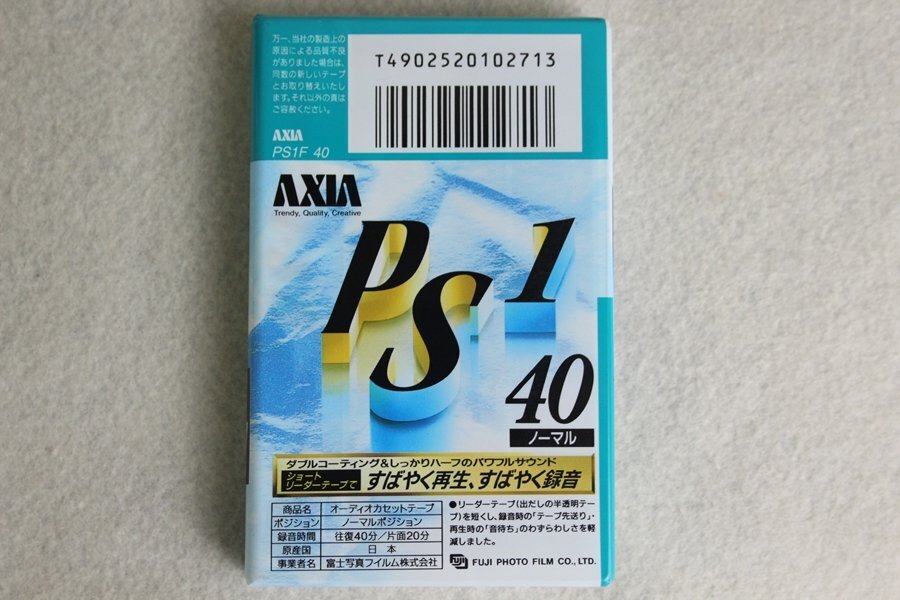 万一、当社の製造上の
原因による品質不良
がありました場合は、
同数の新しいテープ
とお取り替えいたし
ます。それ以外の責は
ご容赦ください。
T4902520102713
AXIA
PS1F 40
AXIA
Trendy, Quality, Creative
PS1
40
ノーマル
ダブルコーティング&しっかりハーフのパワフルサウンド
ショート
リーダーテープで
すばやく再生、すばやく録音
商品名 オーディオカセットテープ
ポジション ノーマルポジション
録音時間 往復40分/片面20分
原産国 日本
事業者名 富士写真フイルム株式会社
●リーダーテープ(出だしの半透明テー
プ)を短くし、録音時の「テープ先送り」・
再生時の「音待ち」のわずらわしさを軽
減しました。
FUJI FUJI PHOTO FILM CO., LTD.